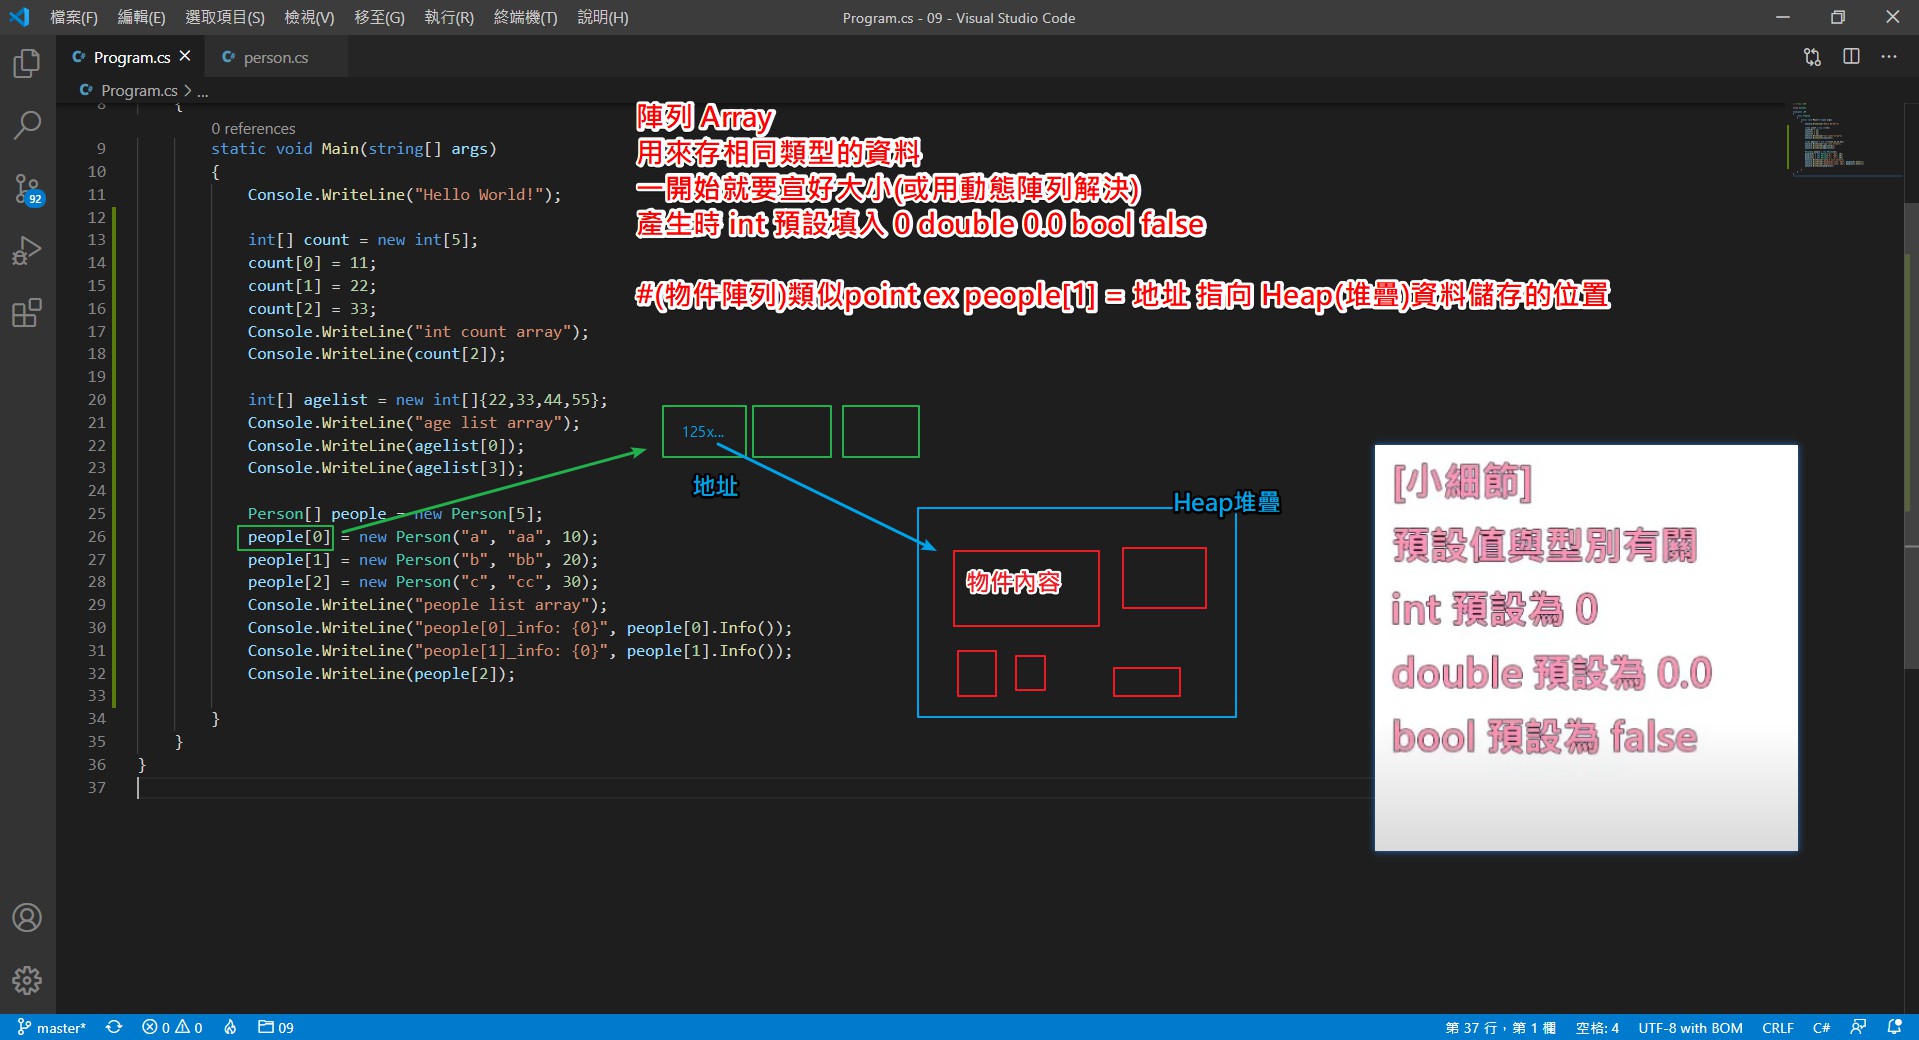 檔案(F) 編輯(E) 選取項目(S) 檢視(V) 移至(G) 執行(R) 終端機(T) 說明(H)
Program.cs - 09 - Visual Studio Code
Program.cs
person.cs
Program.cs > ...
8 {
0 references
9 static void Main(string[] args)
10 {
11 Console.WriteLine("Hello World!");
12
13 int[] count = new int[5];
14 count[0] = 11;
15 count[1] = 22;
16 count[2] = 33;
17 Console.WriteLine("int count array");
18 Console.WriteLine(count[2]);
19
20 int[] agelist = new int[]{22,33,44,55};
21 Console.WriteLine("age list array");
22 Console.WriteLine(agelist[0]);
23 Console.WriteLine(agelist[3]);
24
25 Person[] people = new Person[5];
26 people[0] = new Person("a", "aa", 10);
27 people[1] = new Person("b", "bb", 20);
28 people[2] = new Person("c", "cc", 30);
29 Console.WriteLine("people list array");
30 Console.WriteLine("people[0]_info: {0}", people[0].Info());
31 Console.WriteLine("people[1]_info: {0}", people[1].Info());
32 Console.WriteLine(people[2]);
33
34 }
35 }
36 }
37
陣列 Array
用來存相同類型的資料
一開始就要宣好大小(或用動態陣列解決)
產生時 int 預設填入 0 double 0.0 bool false
#(物件陣列)類似point ex people[1] = 地址 指向 Heap(堆疊)資料儲存的位置
125x...
地址
Heap堆疊
物件內容
[小細節]
預設值與型別有關
int 預設為 0
double 預設為 0.0
bool 預設為 false
92
master* 0 0 09
第 37 行，第 1 欄 空格: 4 UTF-8 with BOM CRLF C#